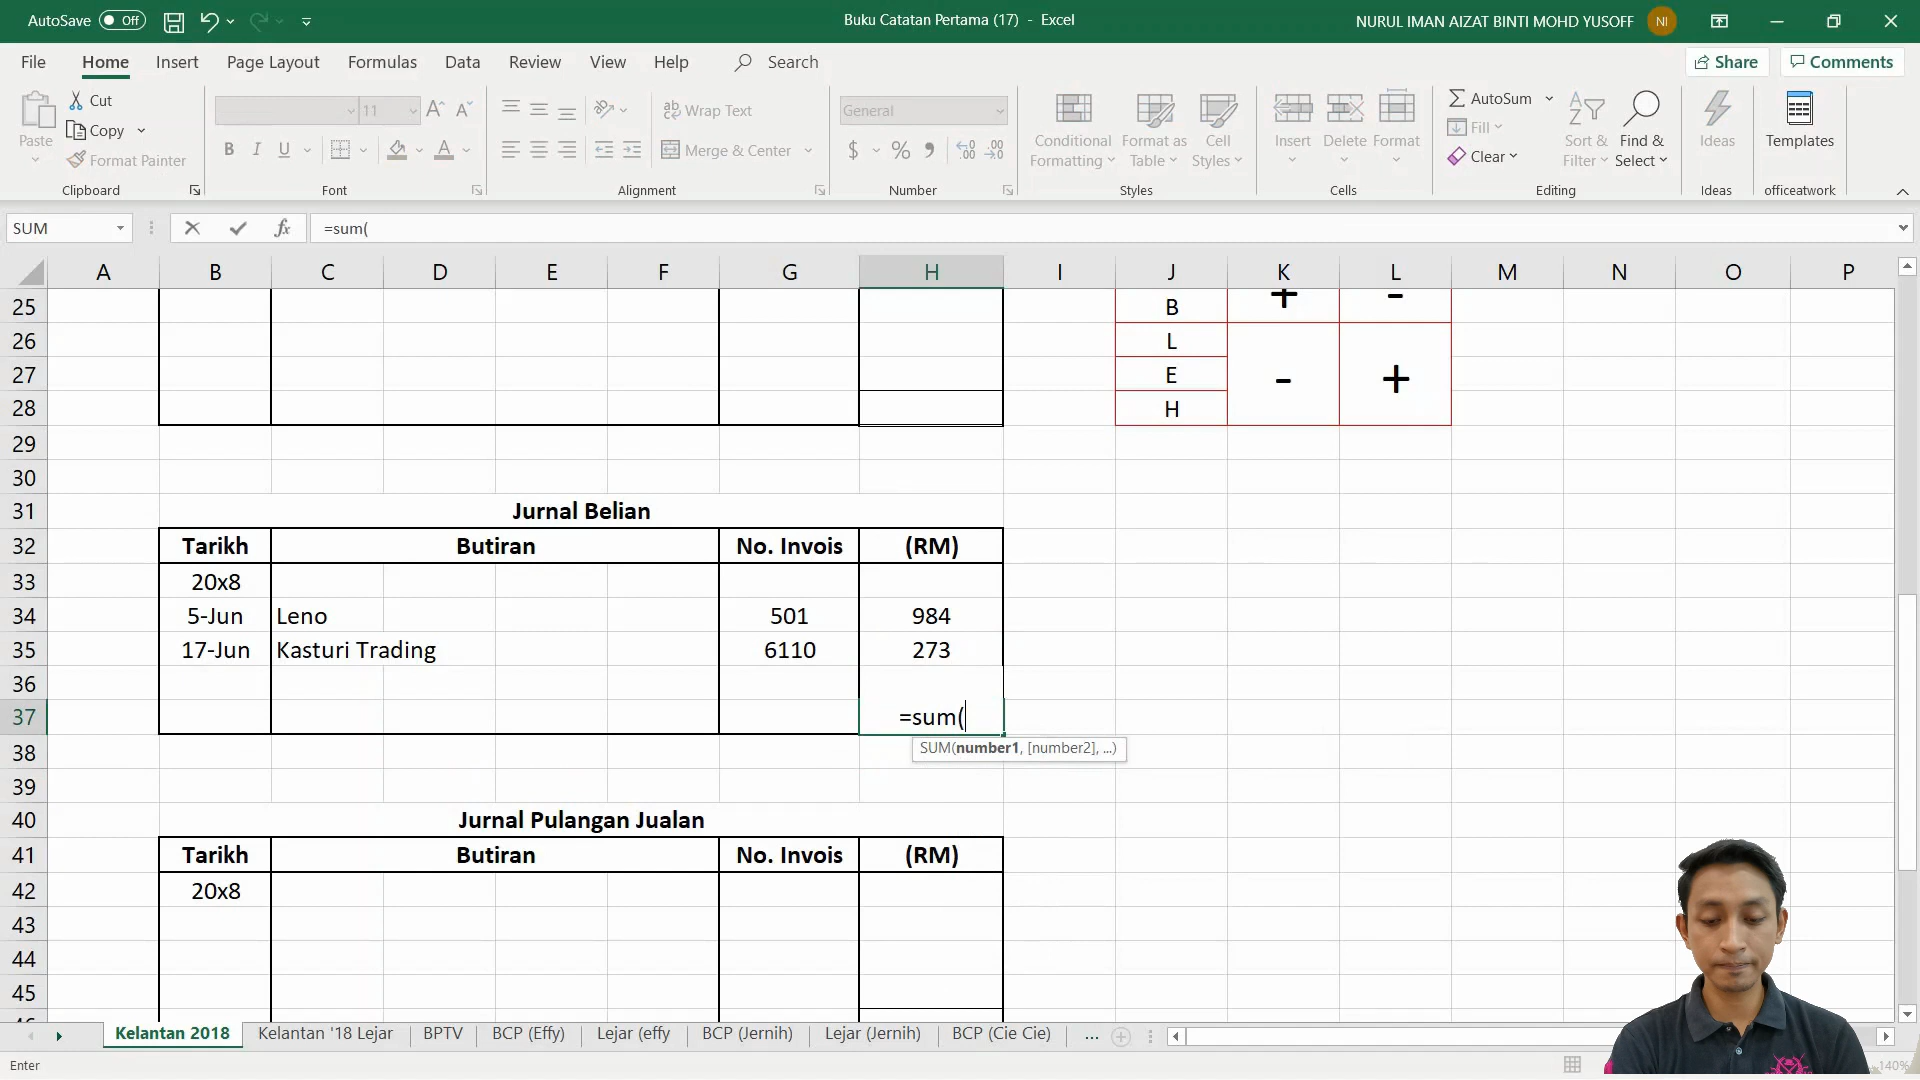 AutoSave Off
Buku Catatan Pertama (17) - Excel
NURUL IMAN AIZAT BINTI MOHD YUSOFF NI
File Home Insert Page Layout Formulas Data Review View Help Search Share Comments
Paste Cut Copy Format Painter
Clipboard
11
B I U A
Font
Wrap Text
Merge & Center
Alignment
General
$ %
Number
Conditional Formatting
Format as Table
Cell Styles
Styles
Insert Delete Format
Cells
AutoSum
Fill
Clear
Sort & Filter
Find & Select
Editing
Ideas
Ideas
Templates
officeatwork
SUM fx =sum(
A B C D E F G H I J K L M N O P
25 B + -
26 L
27 E - +
28 H
29
30
31 Jurnal Belian
32 Tarikh Butiran No. Invois (RM)
33 20x8
34 5-Jun Leno 501 984
35 17-Jun Kasturi Trading 6110 273
36
37 =sum(
SUM(number1, [number2], ...)
38
39
40 Jurnal Pulangan Jualan
41 Tarikh Butiran No. Invois (RM)
42 20x8
43
44
45
Kelantan 2018 Kelantan '18 Lejar BPTV BCP (Effy) Lejar (effy BCP (Jernih) Lejar (Jernih) BCP (Cie Cie) ...
Enter
140%